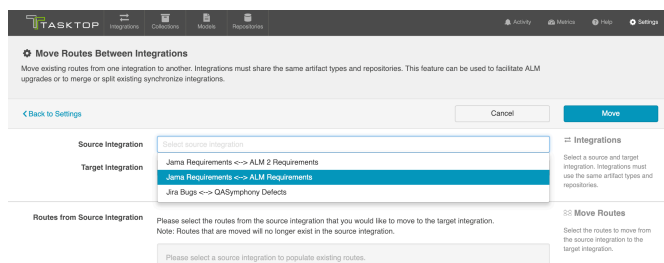 TASKTOP
Integrations
Collections
Models
Repositories
Activity
Metrics
Help
Settings
Move Routes Between Integrations
Move existing routes from one integration to another. Integrations must share the same artifact types and repositories. This feature can be used to facilitate ALM
upgrades or to merge or split existing synchronize integrations.
Back to Settings
Cancel
Move
Source Integration
Select source integration
Target Integration
Jama Requirements <--> ALM 2 Requirements
Jama Requirements <--> ALM Requirements
Jira Bugs <--> QASymphony Defects
Integrations
Select a source and target
integration. Integrations must
use the same artifact types and
repositories.
Routes from Source Integration
Please select the routes from the source integration that you would like to move to the target integration.
Note: Routes that are moved will no longer exist in the source integration.
Please select a source integration to populate existing routes.
Move Routes
Select the routes to move from
the source integration to the
target integration.